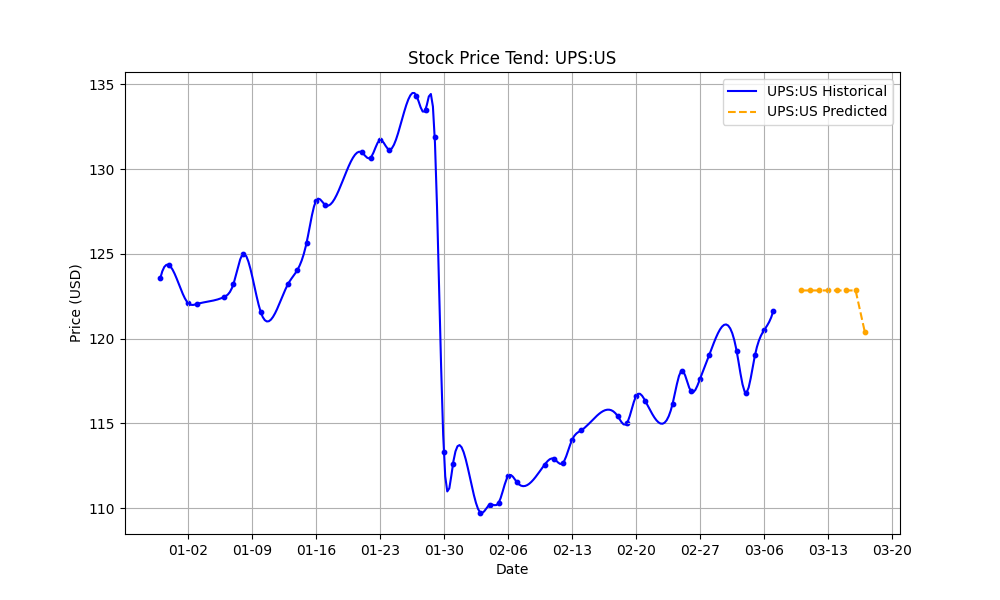 Stock Price Tend: UPS:US
UPS:US Historical
UPS:US Predicted
Price (USD)
135
130
125
120
115
110
01-02 01-09 01-16 01-23 01-30 02-06 02-13 02-20 02-27 03-06 03-13 03-20
Date